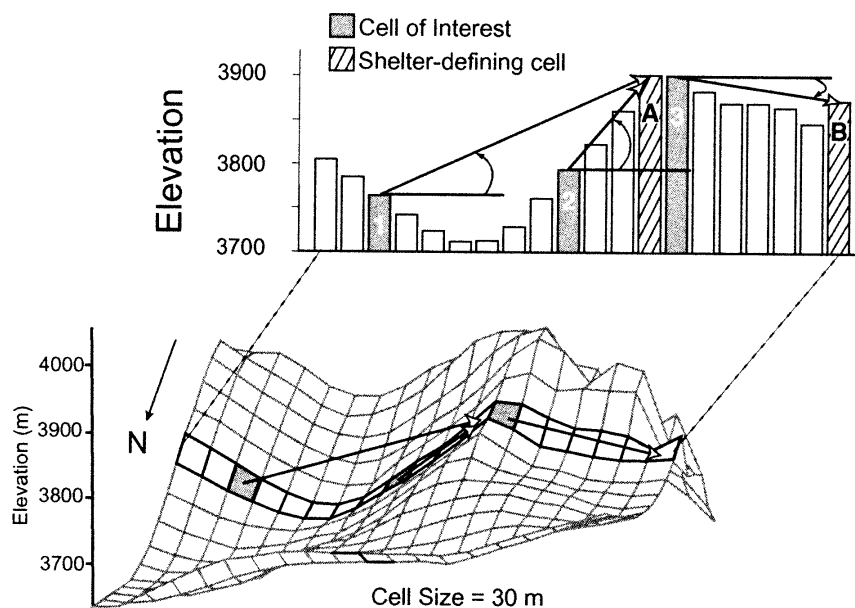 Cell of Interest
Shelter-defining cell
Elevation
3900
3800
3700
1
2
A
3
B
N
Elevation (m)
4000
3900
3800
3700
Cell Size = 30 m